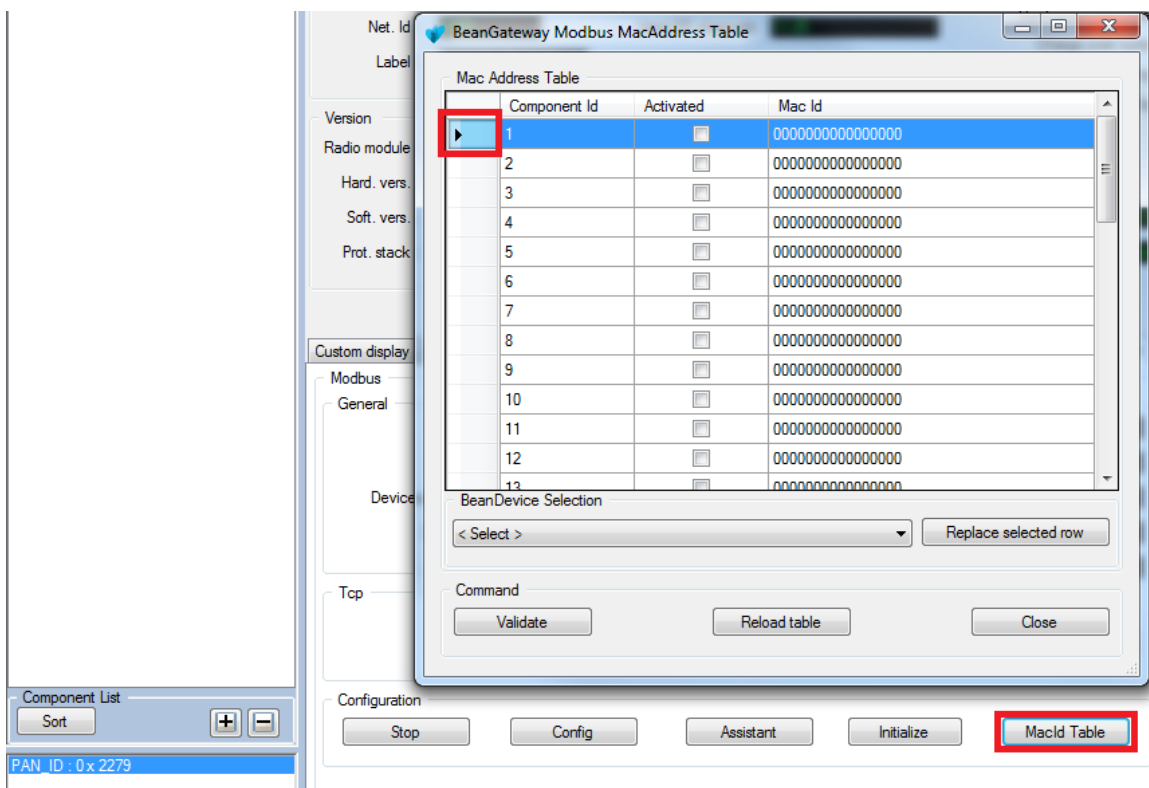 Net. Id
Label
Version
Radio module
Hard. vers.
Soft. vers.
Prot. stack
Custom display
Modbus
General
Device
Tcp
BeanGateway Modbus MacAddress Table
Mac Address Table
Component Id Activated Mac Id
1 0000000000000000
2 0000000000000000
3 0000000000000000
4 0000000000000000
5 0000000000000000
6 0000000000000000
7 0000000000000000
8 0000000000000000
9 0000000000000000
10 0000000000000000
11 0000000000000000
12 0000000000000000
13 0000000000000000
BeanDevice Selection
< Select > Replace selected row
Command
Validate Reload table Close
Configuration
Stop Config Assistant Initialize MacId Table
Component List
Sort
PAN_ID : 0 x 2279